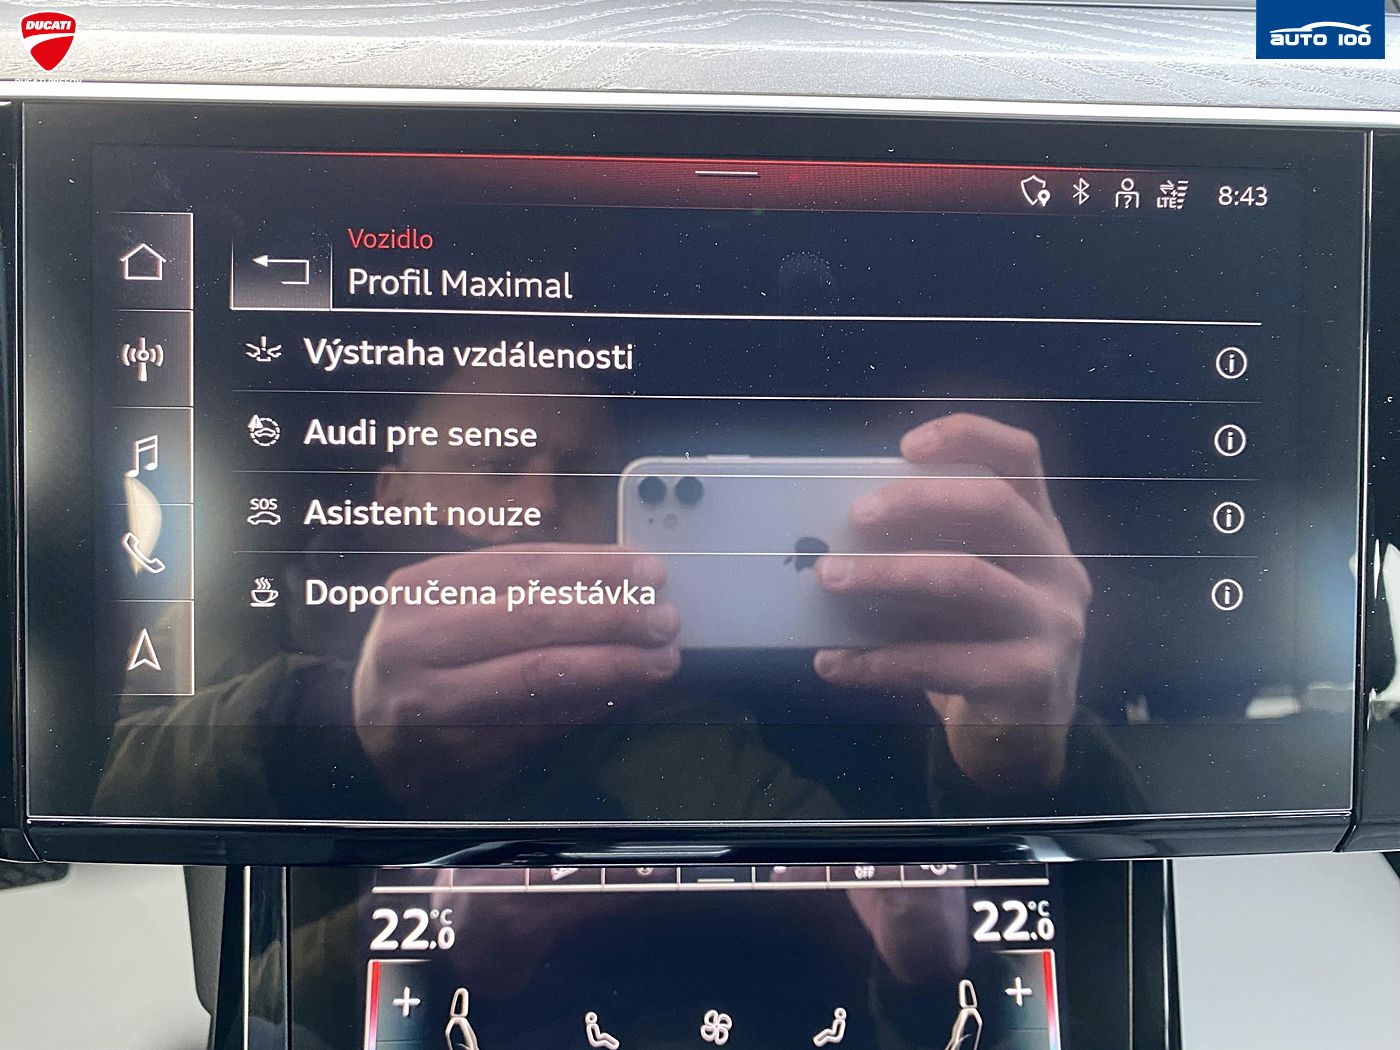 DUCATI
AUTO 100
LTE
8:43
Vozidlo
Profil Maximal
Výstraha vzdálenosti
Audi pre sense
SOS
Asistent nouze
Doporučena přestávka
OFF
22.0 °C
22.0 °C